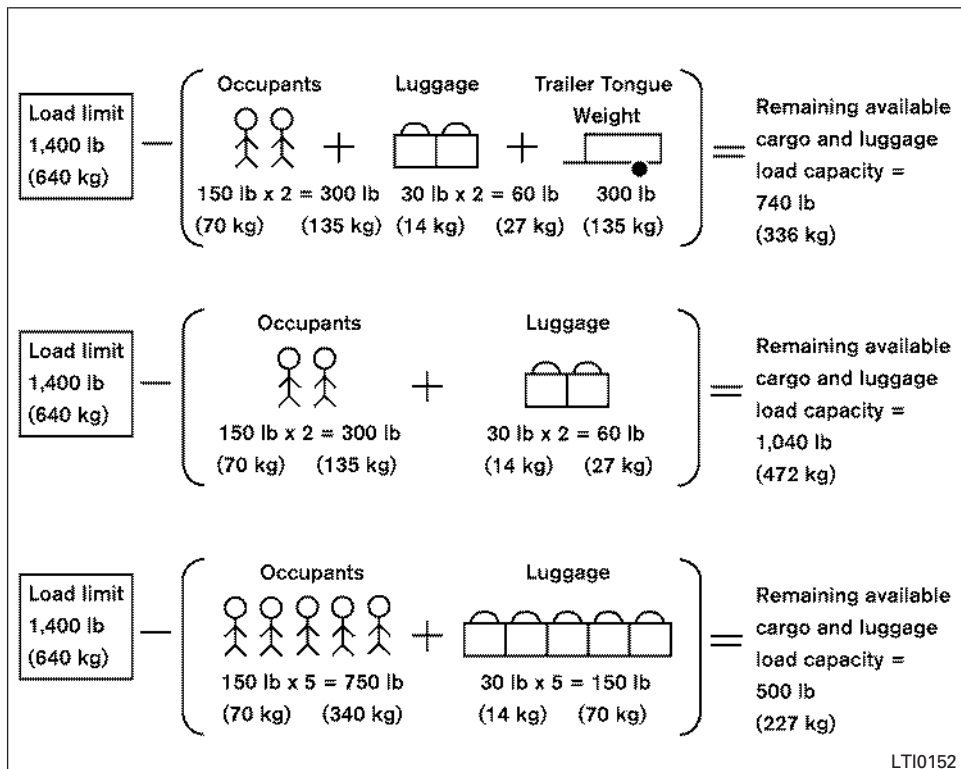 Load limit
1,400 lb
(640 kg)
Occupants
150 lb x 2 = 300 lb
(70 kg) (135 kg)
Luggage
30 lb x 2 = 60 lb
(14 kg) (27 kg)
Trailer Tongue
Weight
300 lb
(135 kg)
Remaining available
cargo and luggage
load capacity =
740 lb
(336 kg)
Load limit
1,400 lb
(640 kg)
Occupants
150 lb x 2 = 300 lb
(70 kg) (135 kg)
Luggage
30 lb x 2 = 60 lb
(14 kg) (27 kg)
Remaining available
cargo and luggage
load capacity =
1,040 lb
(472 kg)
Load limit
1,400 lb
(640 kg)
Occupants
150 lb x 5 = 750 lb
(70 kg) (340 kg)
Luggage
30 lb x 5 = 150 lb
(14 kg) (70 kg)
Remaining available
cargo and luggage
load capacity =
500 lb
(227 kg)
LTI0152